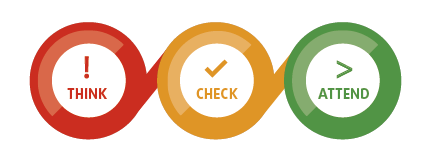 !
THINK
✓
CHECK
>
ATTEND